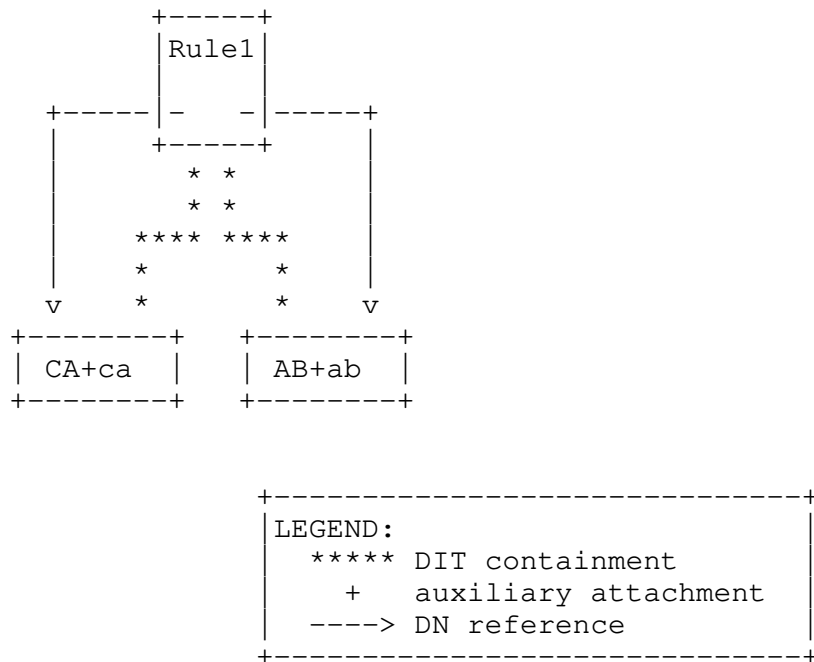 Rule1
CA+ca
AB+ab
LEGEND:
***** DIT containment
+ auxiliary attachment
----> DN reference